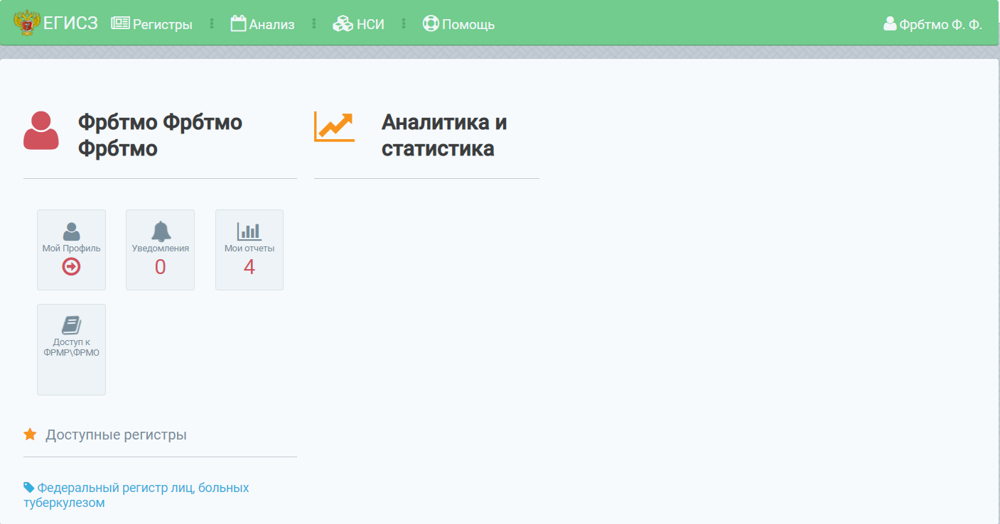 ЕГИСЗ Регистры Анализ НСИ Помощь Фрбтмо Ф. Ф.
Фрбтмо Фрбтмо
Фрбтмо
Аналитика и
статистика
Мой Профиль
Уведомления
0
Мои отчеты
4
Доступ к
ФРМР\ФРМО
Доступные регистры
Федеральный регистр лиц, больных
туберкулезом